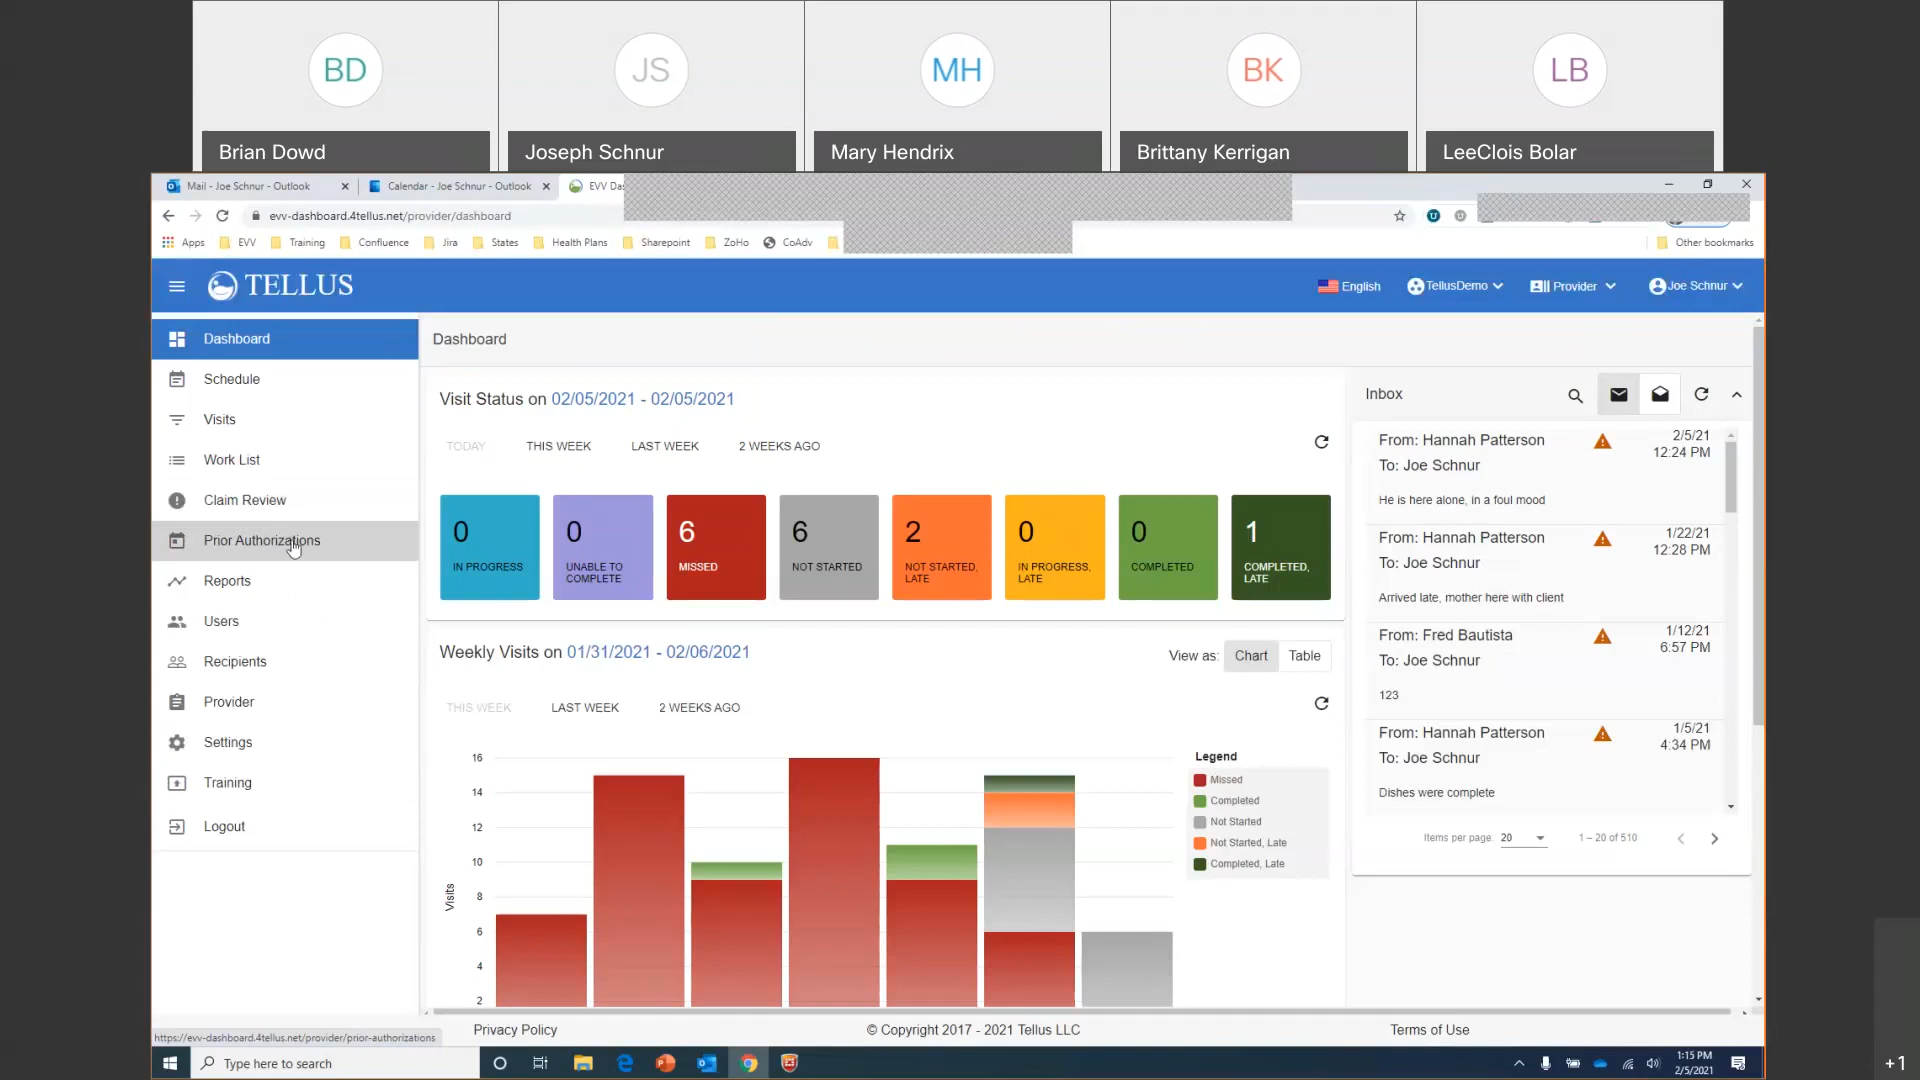 BD
JS
MH
BK
LB
Brian Dowd
Joseph Schnur
Mary Hendrix
Brittany Kerrigan
LeeClois Bolar
Mail - Joe Schnur - Outlook
Calendar - Joe Schnur - Outlook
EVV Das
evv-dashboard.4tellus.net/provider/dashboard
Apps
EVV
Training
Confluence
Jira
States
Health Plans
Sharepoint
ZoHo
CoAdv
Other bookmarks
TELLUS
English
TellusDemo
Provider
Joe Schnur
Dashboard
Schedule
Visits
Work List
Claim Review
Prior Authorizations
Reports
Users
Recipients
Provider
Settings
Training
Logout
Dashboard
Visit Status on 02/05/2021 - 02/05/2021
TODAY
THIS WEEK
LAST WEEK
2 WEEKS AGO
0
IN PROGRESS
0
UNABLE TO
COMPLETE
6
MISSED
6
NOT STARTED
2
NOT STARTED,
LATE
0
IN PROGRESS,
LATE
0
COMPLETED
1
COMPLETED,
LATE
Weekly Visits on 01/31/2021 - 02/06/2021
View as:
Chart
Table
THIS WEEK
LAST WEEK
2 WEEKS AGO
Visits
16
14
12
10
8
6
4
2
Legend
Missed
Completed
Not Started
Not Started, Late
Completed, Late
Inbox
From: Hannah Patterson
2/5/21
12:24 PM
To: Joe Schnur
He is here alone, in a foul mood
From: Hannah Patterson
1/22/21
12:28 PM
To: Joe Schnur
Arrived late, mother here with client
From: Fred Bautista
1/12/21
6:57 PM
To: Joe Schnur
123
From: Hannah Patterson
1/5/21
4:34 PM
To: Joe Schnur
Dishes were complete
Items per page: 20
1 – 20 of 510
https://evv-dashboard.4tellus.net/provider/prior-authorizations
Privacy Policy
© Copyright 2017 - 2021 Tellus LLC
Terms of Use
Type here to search
1:15 PM
2/5/2021
+1